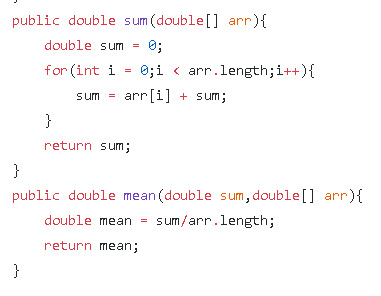 }
public double sum(double[] arr){
    double sum = 0;
    for(int i = 0;i < arr.length;i++){
        sum = arr[i] + sum;
    }
    return sum;
}
public double mean(double sum,double[] arr){
    double mean = sum/arr.length;
    return mean;
}